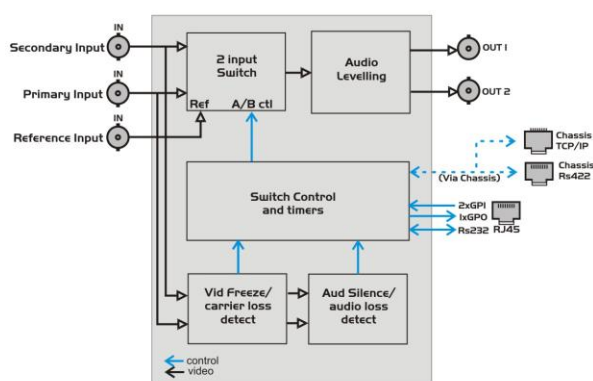 IN
Secondary Input
IN
Primary Input
Reference Input
2 input
Switch
Ref
A/B ctl
Audio
Levelling
OUT 1
OUT 2
Chassis
TCP/IP
(Via Chassis)
Chassis
Rs422
Switch Control
and timers
2xGPI
1xGPO
Rs232
RJ45
Vid Freeze/
carrier loss
detect
Aud Silence/
audio loss
detect
control
video